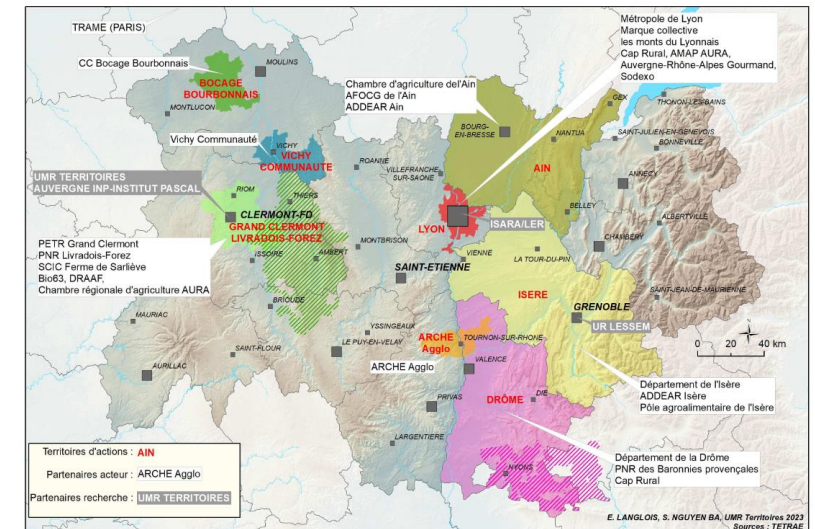 TRAME (PARIS)
CC Bocage Bourbonnais
MOULINS
BOCAGE
BOURBONNAIS
MONTLUCON
Métropole de Lyon
Marque collective
les monts du Lyonnais
Cap Rural, AMAP AURA,
Auvergne-Rhône-Alpes Gourmand,
Sodexo
Chambre d'agriculture del'Ain
AFOCG de l'Ain
ADDEAR Ain
GEX
THONON-LES-BAINS
BOURG-
EN-BRESSE
NANTUA
SAINT-JULIEN-EN-GENEVOIS
BONNEVILLE
Vichy Communauté
VICHY
VICHY
COMMUNAUTE
ROANNE
VILLEFRANCHE
SUR-SAONE
AIN
ANNECY
UMR TERRITOIRES
AUVERGNE INP-INSTITUT PASCAL
RIOM
THIERS
CLERMONT-FD
GRAND CLERMONT
LIVRADOIS-FOREZ
LYON
ISARA/LER
BELLEY
ALBERTVILLE
CHAMBERY
PETR Grand Clermont
PNR Livradois-Forez
SCIC Ferme de Sarliève
Bio63, DRAAF,
Chambre régionale d'agriculture AURA
ISSOIRE
AMBERT
MONTBRISON
VIENNE
LA TOUR-DU-PIN
SAINT-ETIENNE
ISERE
GRENOBLE
SAINT-JEAN-DE-MAURIENNE
UR LESSEM
BRIOUDE
MAURIAC
YSSINGEAUX
SAINT-FLOUR
LE PUY-EN-VELAY
AURILLAC
ARCHE
Agglo
TOURNON-SUR-RHONE
ARCHE Agglo
VALENCE
N
0 20 40 km
PRIVAS
DRÔME
DIE
Département de l'Isère
ADDEAR Isère
Pôle agroalimentaire de l'Isère
LARGENTIERE
NYONS
Département de la Drôme
PNR des Baronnies provençales
Cap Rural
Territoires d'actions : AIN
Partenaires acteur : ARCHE Agglo
Partenaires recherche : UMR TERRITOIRES
E. LANGLOIS, S. NGUYEN BA, UMR Territoires 2023
Sources : TETRAE